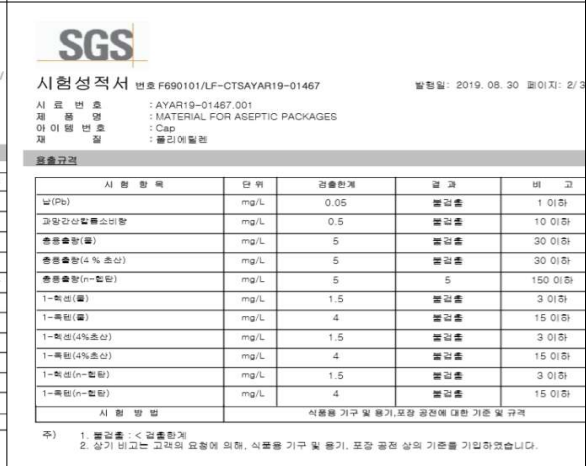 SGS
시험성적서 번호 F690101/LF-CTSAYAR19-01467 발행일: 2019. 08. 30 페이지: 2/3
시 료 번 호 : AYAR19-01467.001
제 품 명 : MATERIAL FOR ASEPTIC PACKAGES
아 이 템 번 호 : Cap
재 질 : 폴리에틸렌
용출규격
시 험 항 목 단 위 검출한계 결 과 비 고
납(Pb) mg/L 0.05 불검출 1 이하
과망간산칼륨소비량 mg/L 0.5 불검출 10 이하
총용출량(물) mg/L 5 불검출 30 이하
총용출량(4 % 초산) mg/L 5 불검출 30 이하
총용출량(n-헵탄) mg/L 5 5 150 이하
1-헥센(물) mg/L 1.5 불검출 3 이하
1-옥텐(물) mg/L 4 불검출 15 이하
1-헥센(4%초산) mg/L 1.5 불검출 3 이하
1-옥텐(4%초산) mg/L 4 불검출 15 이하
1-헥센(n-헵탄) mg/L 1.5 불검출 3 이하
1-옥텐(n-헵탄) mg/L 4 불검출 15 이하
시 험 방 법 식품용 기구 및 용기,포장 공전에 대한 기준 및 규격
주) 1. 불검출 : < 검출한계
2. 상기 비고는 고객의 요청에 의해, 식품용 기구 및 용기, 포장 공전 상의 기준를 기입하였습니다.